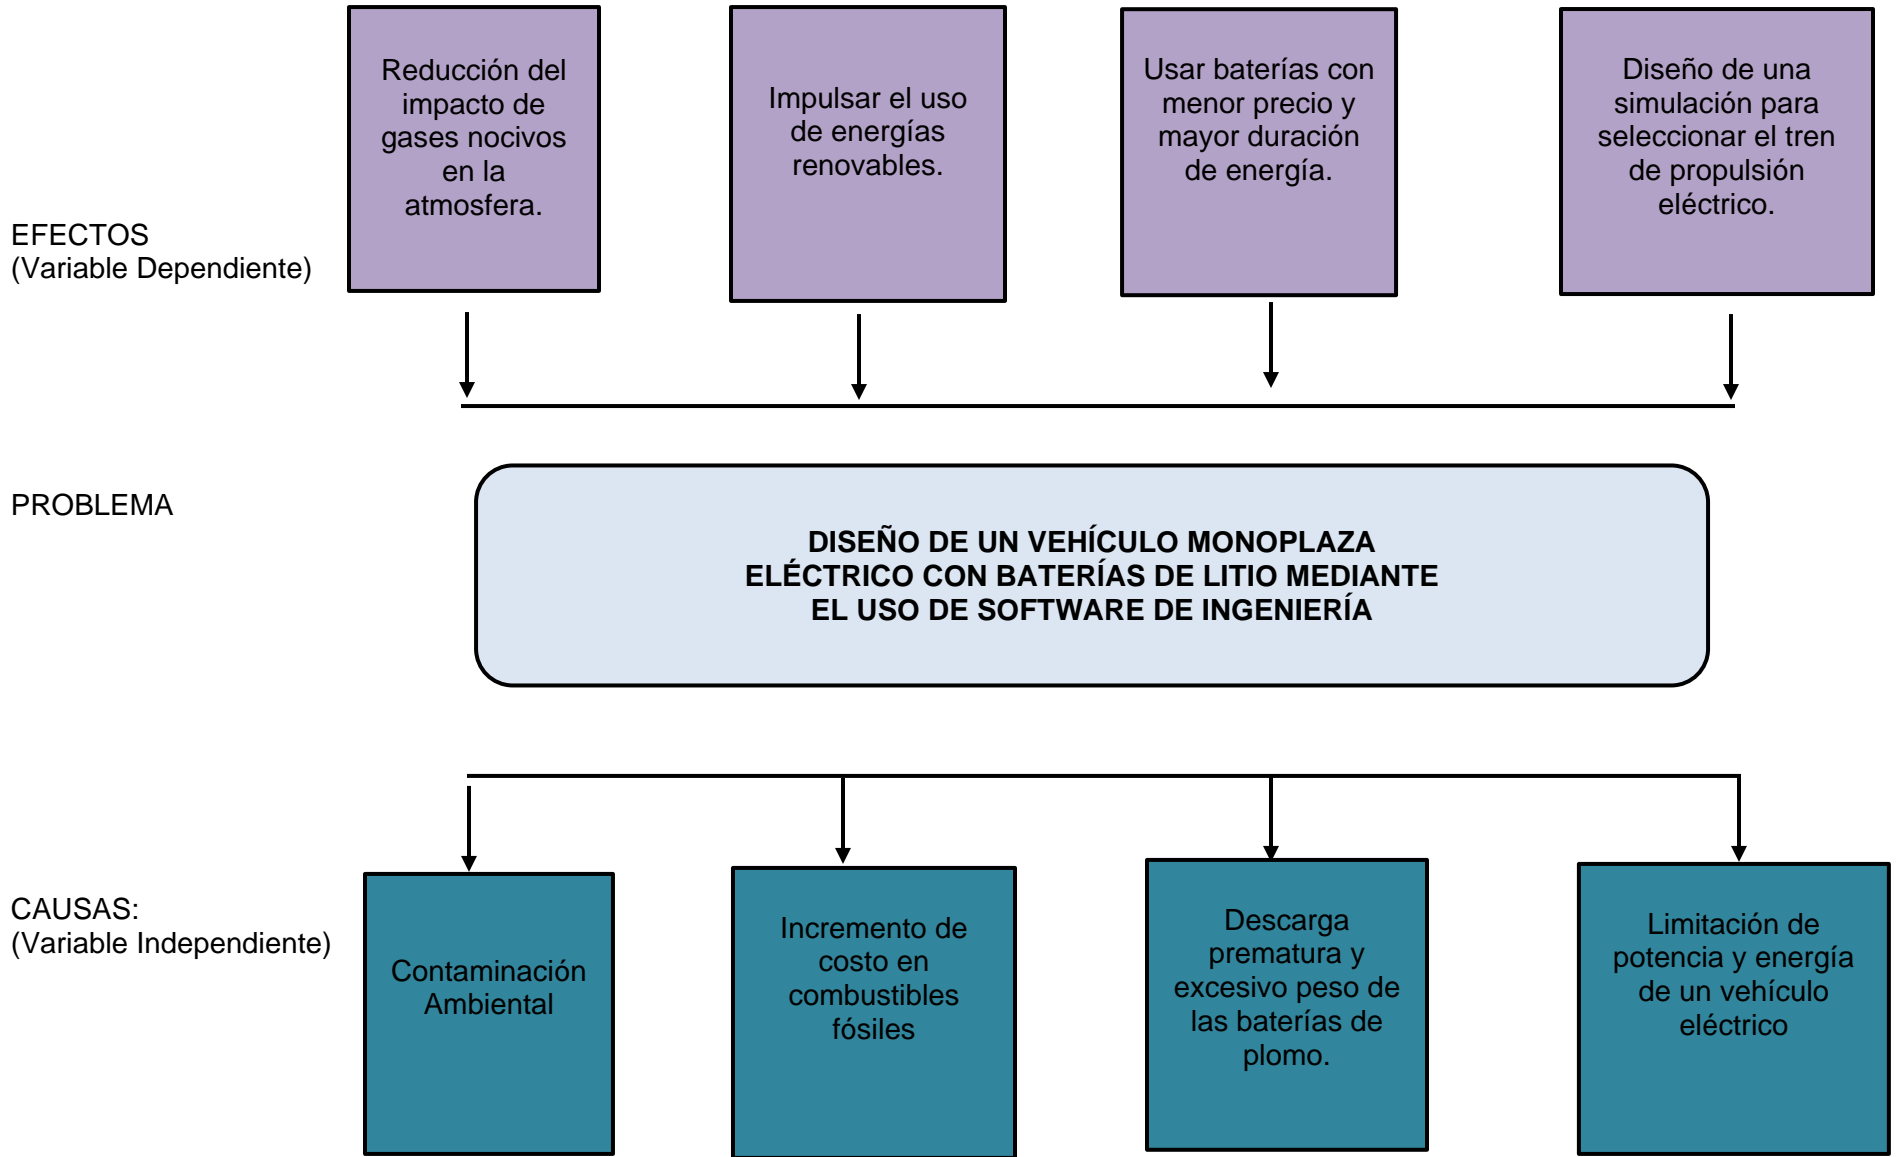 Reducción del
impacto de
gases nocivos
en la
atmosfera.
Impulsar el uso
de energías
renovables.
Usar baterías con
menor precio y
mayor duración
de energía.
Diseño de una
simulación para
seleccionar el tren
de propulsión
eléctrico.
EFECTOS
(Variable Dependiente)
PROBLEMA
DISEÑO DE UN VEHÍCULO MONOPLAZA
ELÉCTRICO CON BATERÍAS DE LITIO MEDIANTE
EL USO DE SOFTWARE DE INGENIERÍA
CAUSAS:
(Variable Independiente)
Contaminación
Ambiental
Incremento de
costo en
combustibles
fósiles
Descarga
prematura y
excesivo peso de
las baterías de
plomo.
Limitación de
potencia y energía
de un vehículo
eléctrico